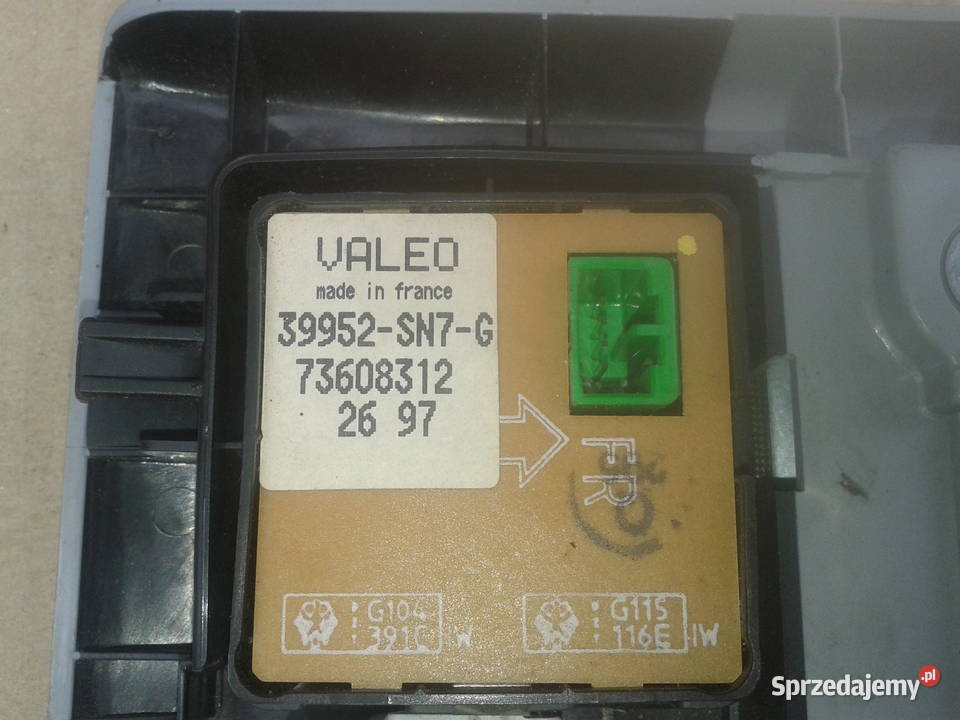 VALEO
made in france
39952-SN7-G
73608312
26 97
FR
G104
391C W
G115
116E IW
Sprzedajemy.pl